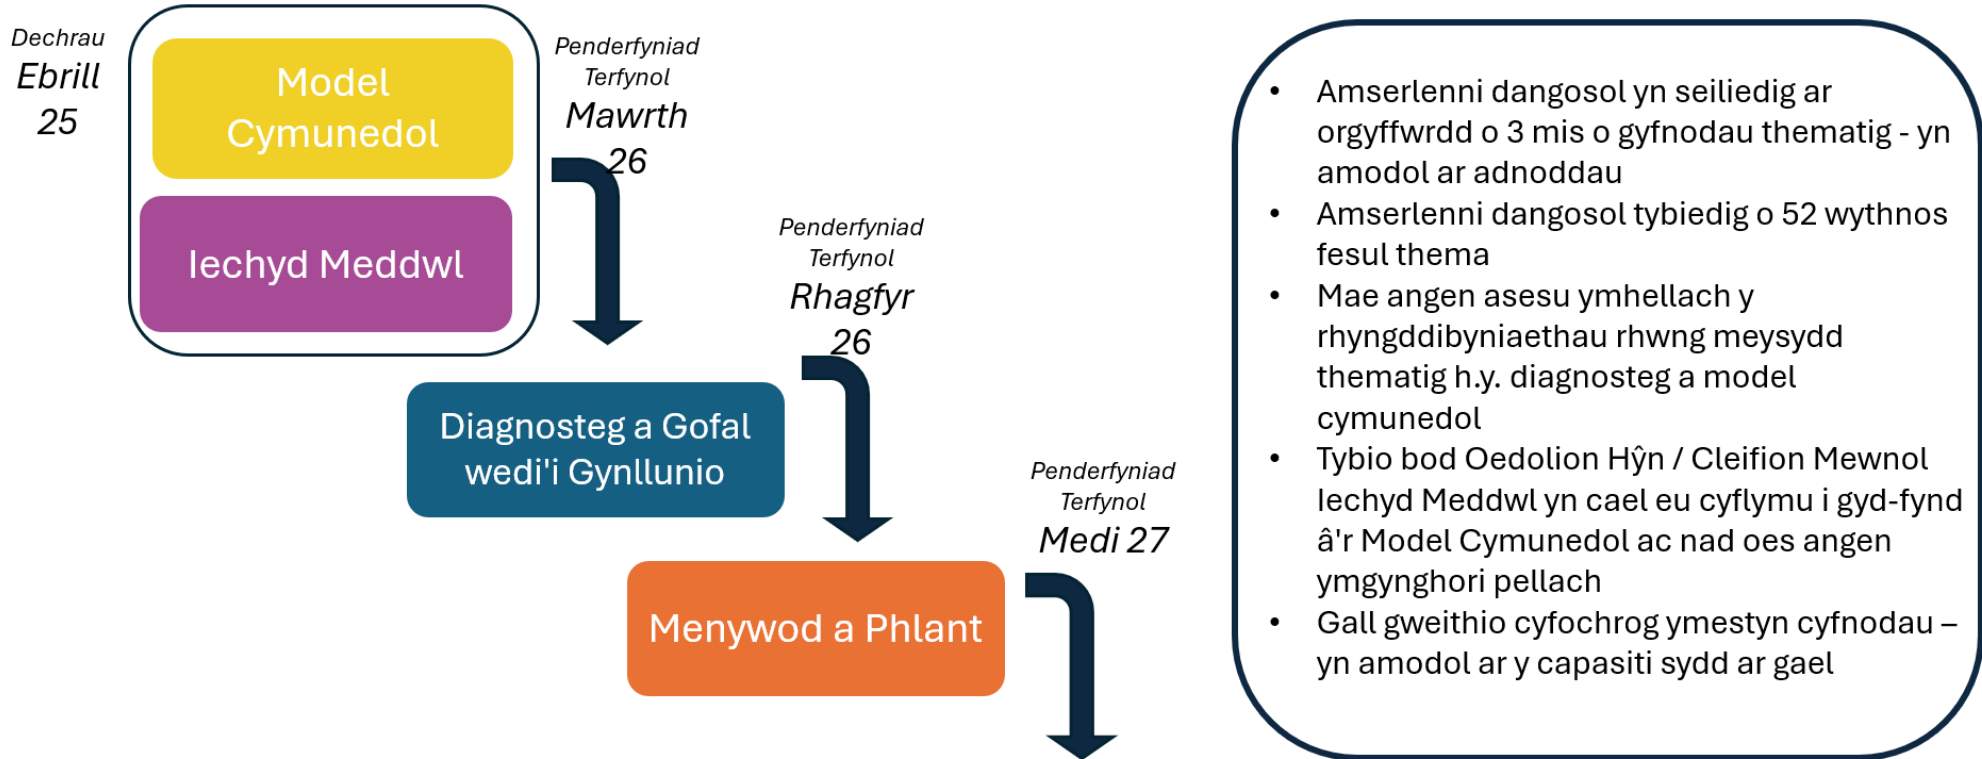 Dechrau
Ebrill
25
Model
Cymunedol
Iechyd Meddwl
Penderfyniad
Terfynol
Mawrth
26
Diagnosteg a Gofal
wedi'i Gynllunio
Penderfyniad
Terfynol
Rhagfyr
26
Menywod a Phlant
Penderfyniad
Terfynol
Medi 27
• Amserlenni dangosol yn seiliedig ar
orgyffwrdd o 3 mis o gyfnodau thematig - yn
amodol ar adnoddau
• Amserlenni dangosol tybiedig o 52 wythnos
fesul thema
• Mae angen asesu ymhellach y
rhyngddibyniaethau rhwng meysydd
thematig h.y. diagnosteg a model
cymunedol
• Tybio bod Oedolion Hŷn / Cleifion Mewnol
Iechyd Meddwl yn cael eu cyflymu i gyd-fynd
â'r Model Cymunedol ac nad oes angen
ymgynghori pellach
• Gall gweithio cyfochrog ymestyn cyfnodau –
yn amodol ar y capasiti sydd ar gael